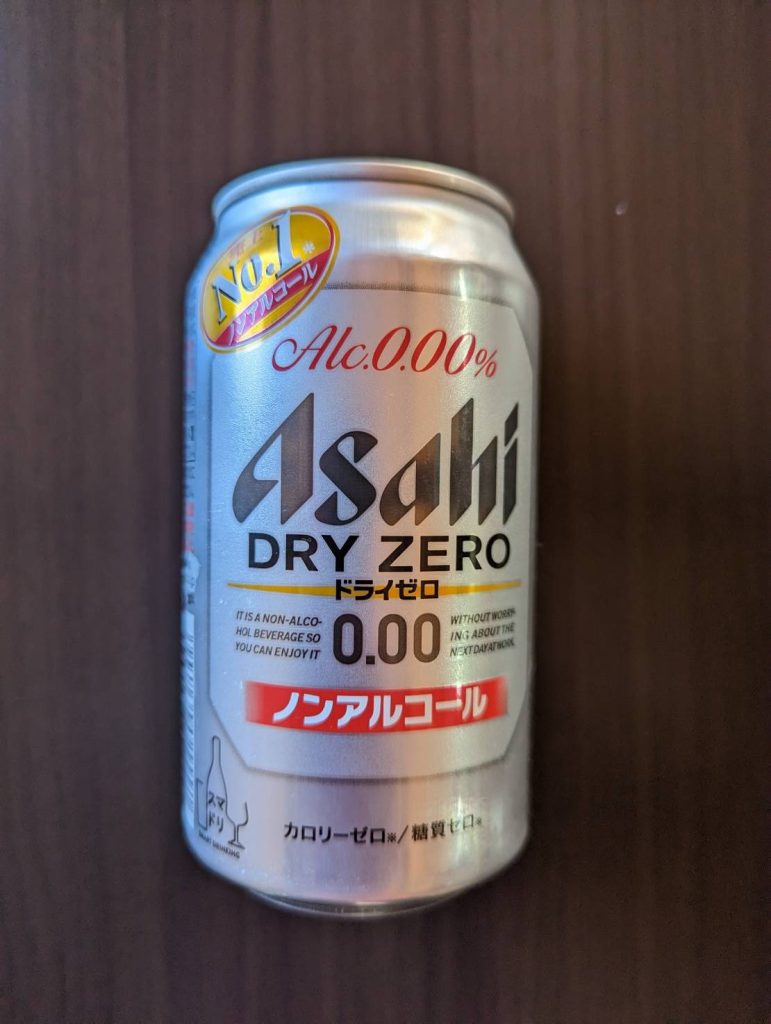 No.1*
ノンアルコール
Alc.0.00%
Asahi
DRY ZERO
ドライゼロ
IT IS A NON-ALCO-
HOL BEVERAGE SO
YOU CAN ENJOY IT
0.00
WITHOUT WORRY-
ING ABOUT THE
NEXT DAY AT WORK.
ノンアルコール
スマ
ドリ
SMART DRINKING
カロリーゼロ※/糖質ゼロ※